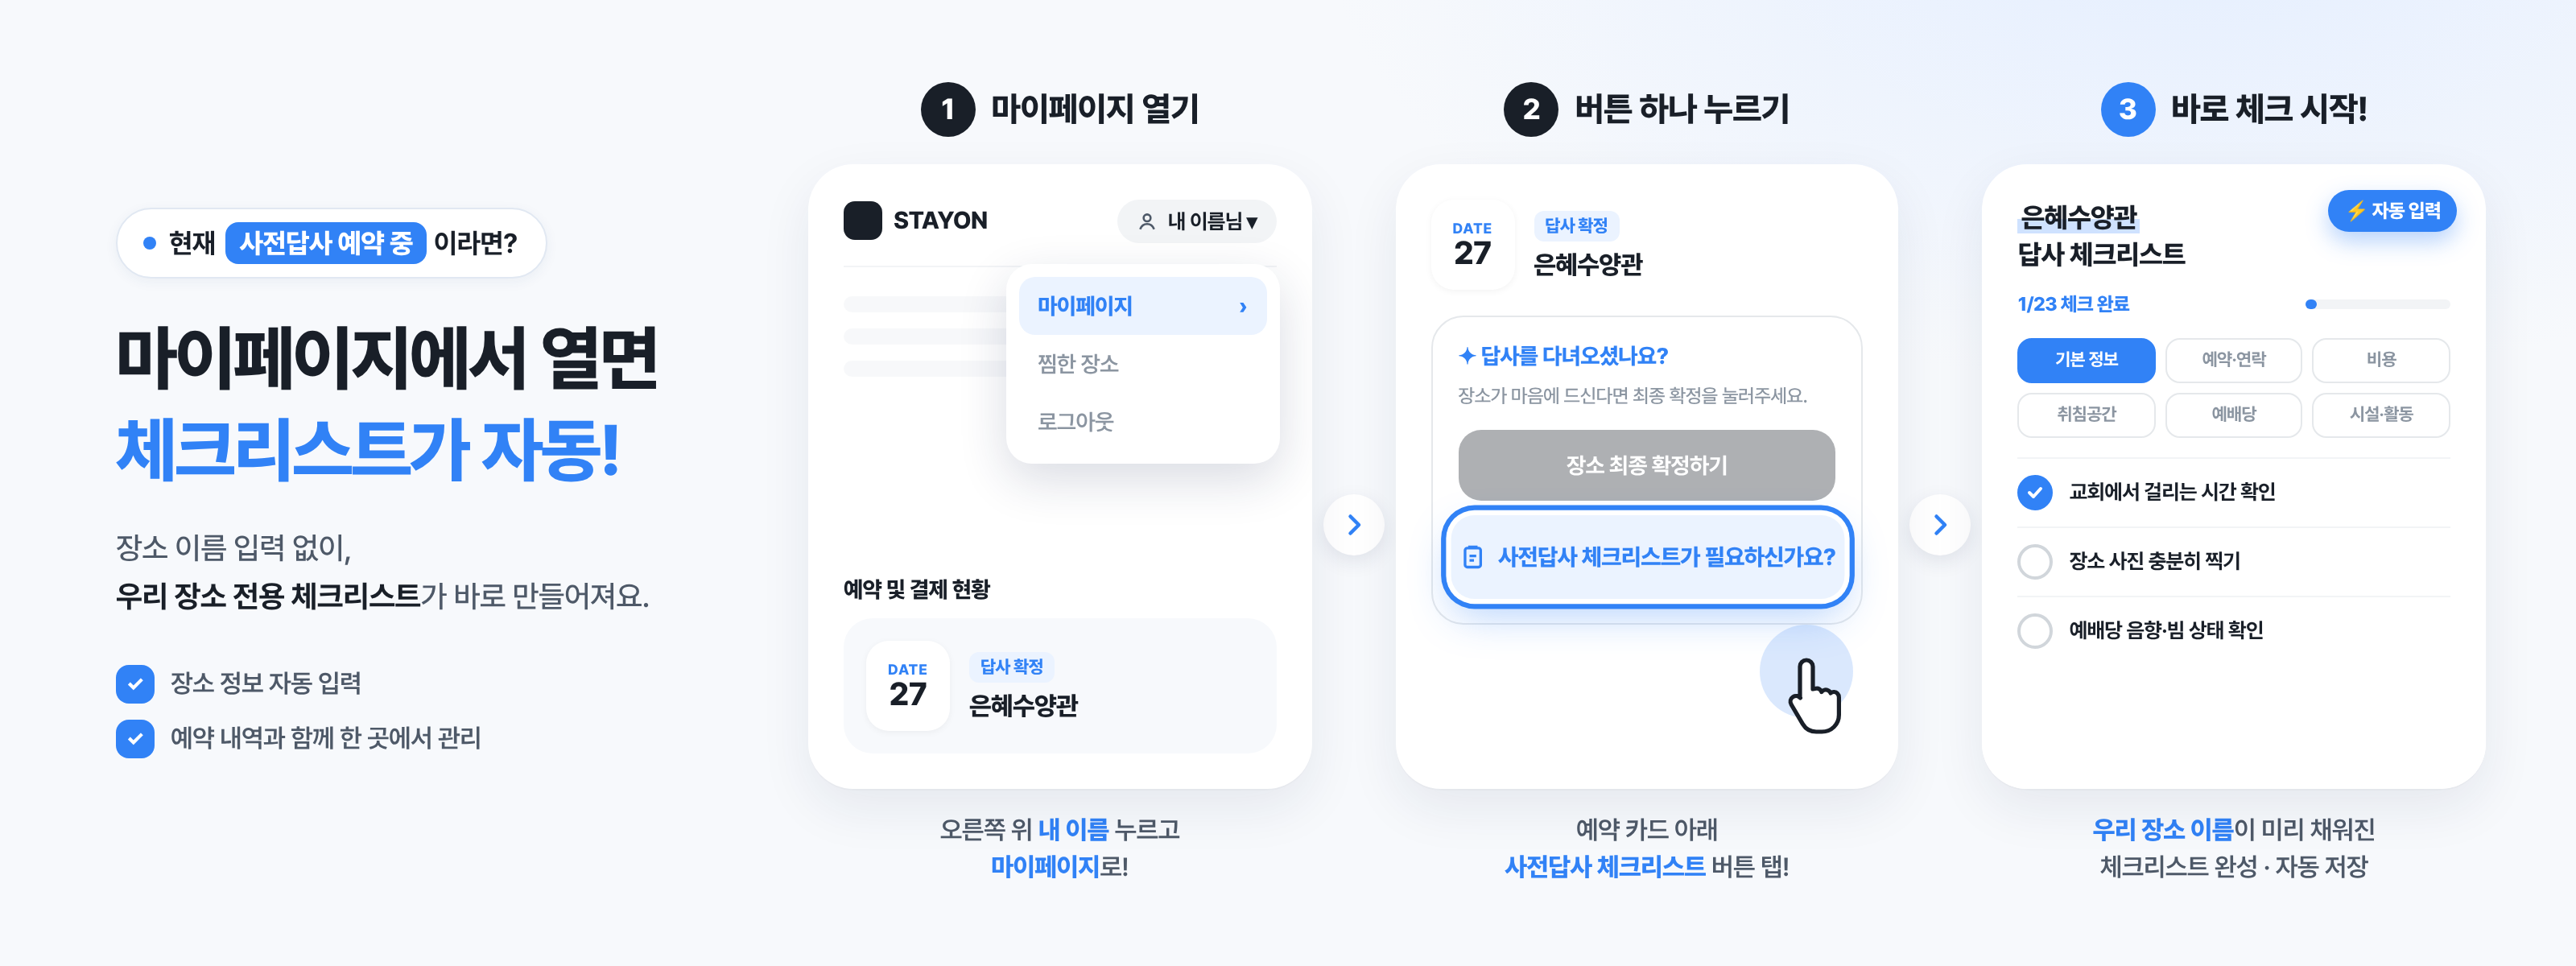 현재 사전답사 예약 중 이라면?
마이페이지에서 열면
체크리스트가 자동!
장소 이름 입력 없이,
우리 장소 전용 체크리스트가 바로 만들어져요.
장소 정보 자동 입력
예약 내역과 함께 한 곳에서 관리
1 마이페이지 열기
STAYON
내 이름님 ▾
마이페이지 ›
찜한 장소
로그아웃
예약 및 결제 현황
DATE
27
답사 확정
은혜수양관
오른쪽 위 내 이름 누르고
마이페이지로!
2 버튼 하나 누르기
DATE
27
답사 확정
은혜수양관
✦ 답사를 다녀오셨나요?
장소가 마음에 드신다면 최종 확정을 눌러주세요.
장소 최종 확정하기
사전답사 체크리스트가 필요하신가요?
예약 카드 아래
사전답사 체크리스트 버튼 탭!
3 바로 체크 시작!
은혜수양관
답사 체크리스트
⚡ 자동 입력
1/23 체크 완료
기본 정보 예약·연락 비용
취침공간 예배당 시설·활동
교회에서 걸리는 시간 확인
장소 사진 충분히 찍기
예배당 음향·빔 상태 확인
우리 장소 이름이 미리 채워진
체크리스트 완성 · 자동 저장